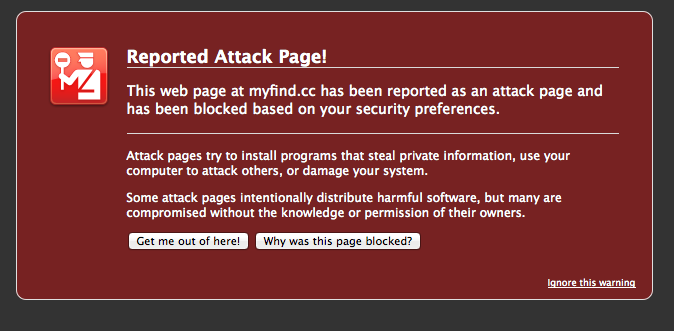 Reported Attack Page!
This web page at myfind.cc has been reported as an attack page and
has been blocked based on your security preferences.
Attack pages try to install programs that steal private information, use your
computer to attack others, or damage your system.
Some attack pages intentionally distribute harmful software, but many are
compromised without the knowledge or permission of their owners.
Get me out of here! Why was this page blocked?
Ignore this warning